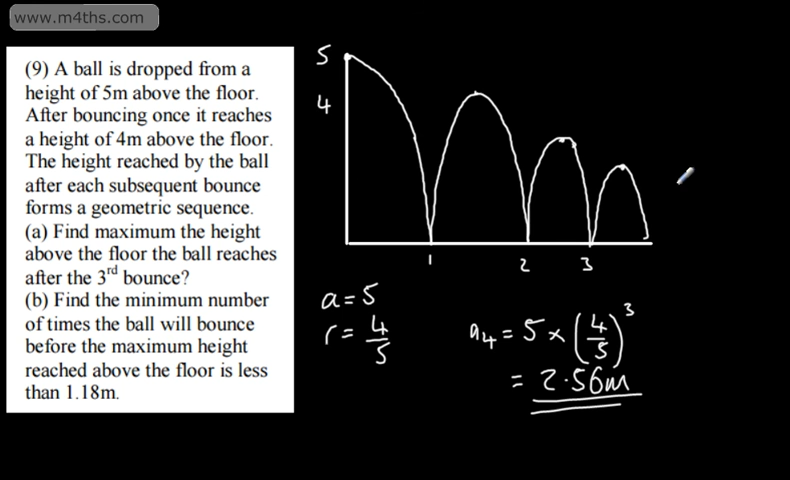 www.m4ths.com
(9) A ball is dropped from a
height of 5m above the floor.
After bouncing once it reaches
a height of 4m above the floor.
The height reached by the ball
after each subsequent bounce
forms a geometric sequence.
(a) Find maximum the height
above the floor the ball reaches
after the 3rd bounce?
(b) Find the minimum number
of times the ball will bounce
before the maximum height
reached above the floor is less
than 1.18m.
5
4
1 2 3
a = 5
r = 4/5
a4 = 5 × (4/5)^3
= 2.56m